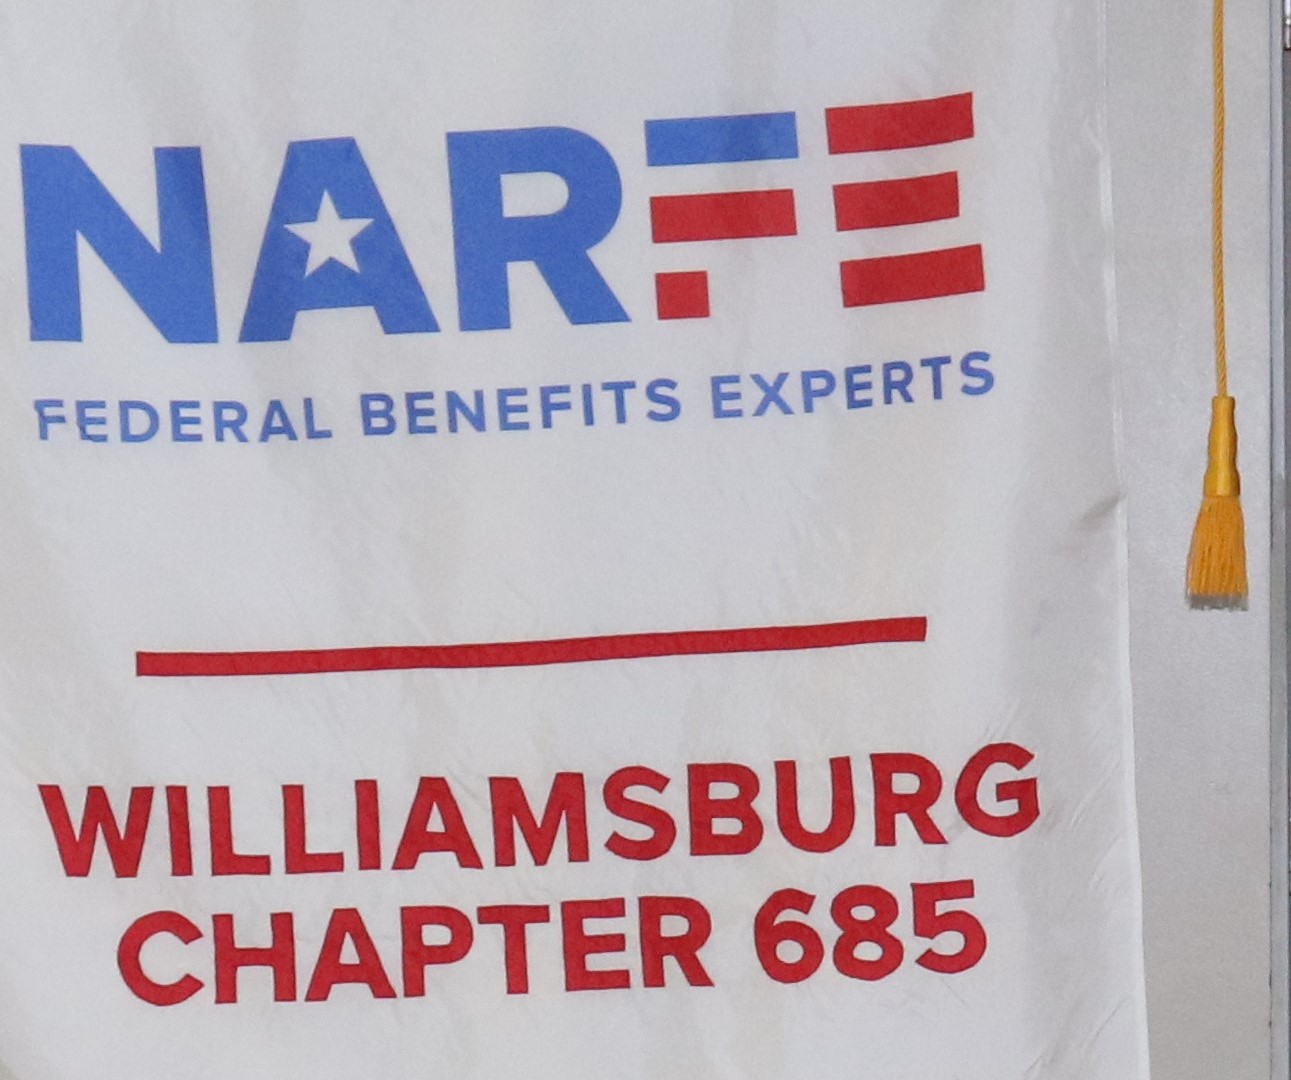 NARFE
FEDERAL BENEFITS EXPERTS
WILLIAMSBURG
CHAPTER 685